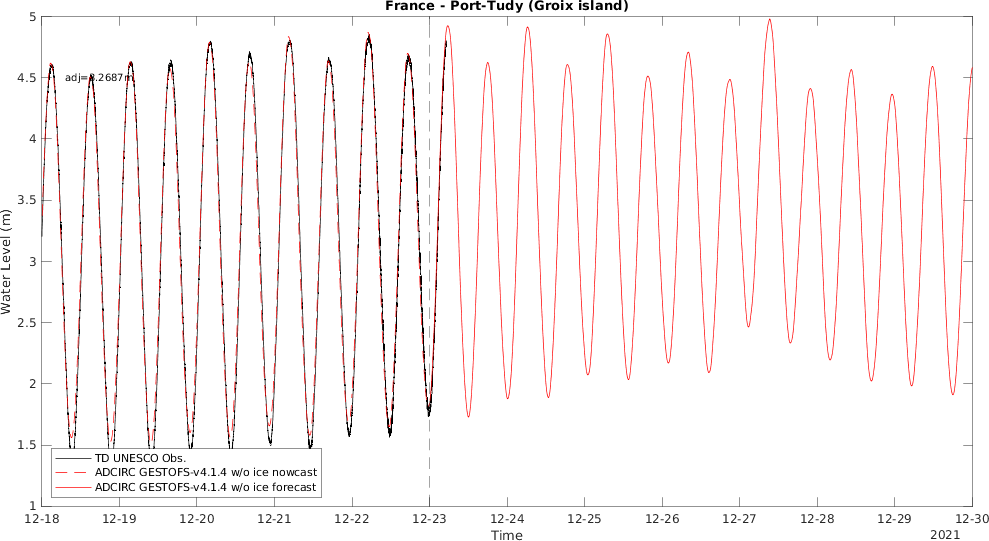 France - Port-Tudy (Groix island)
adj=3.2687m
Water Level (m)
5
4.5
4
3.5
3
2.5
2
1.5
1
TD UNESCO Obs.
ADCIRC GESTOFS-v4.1.4 w/o ice nowcast
ADCIRC GESTOFS-v4.1.4 w/o ice forecast
12-18 12-19 12-20 12-21 12-22 12-23 12-24 12-25 12-26 12-27 12-28 12-29 12-30
Time
2021